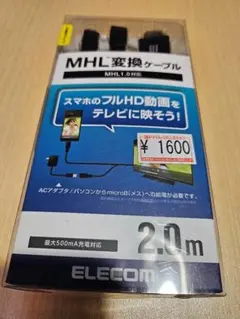 MHL変換ケーブル
MHL1.0対応
スマホのフルHD動画を
テレビに映そう!
¥ 1600
ACアダプタ/パソコンからmicroB(メス)への給電が必要です。
最大500mA充電対応
2.0m
ELECOM